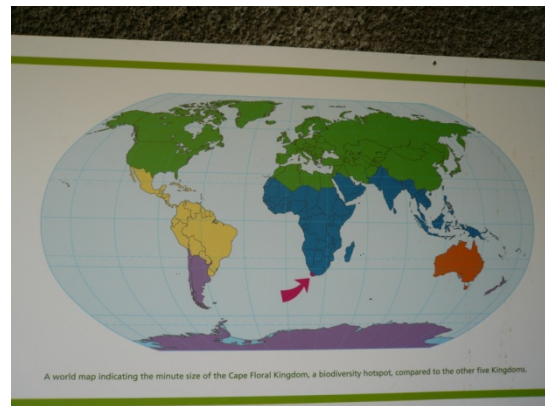 A world map indicating the minute size of the Cape Floral Kingdom, a biodiversity hotspot, compared to the other five Kingdoms.